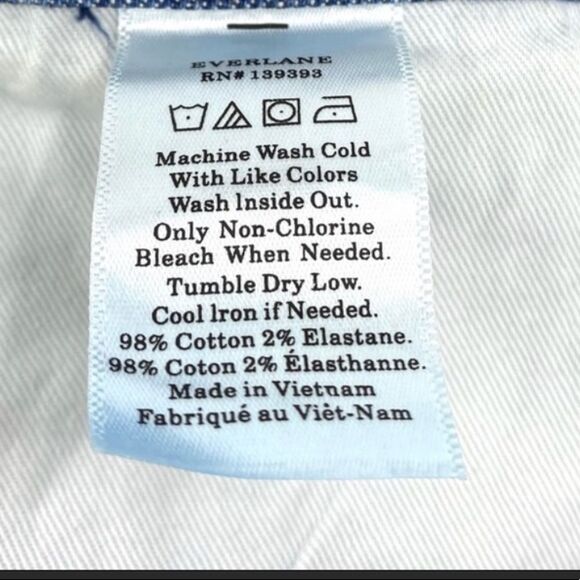 EVERLANE
RN# 139393
Machine Wash Cold
With Like Colors
Wash Inside Out.
Only Non-Chlorine
Bleach When Needed.
Tumble Dry Low.
Cool Iron if Needed.
98% Cotton 2% Elastane.
98% Coton 2% Élasthanne.
Made in Vietnam
Fabriqué au Viêt-Nam